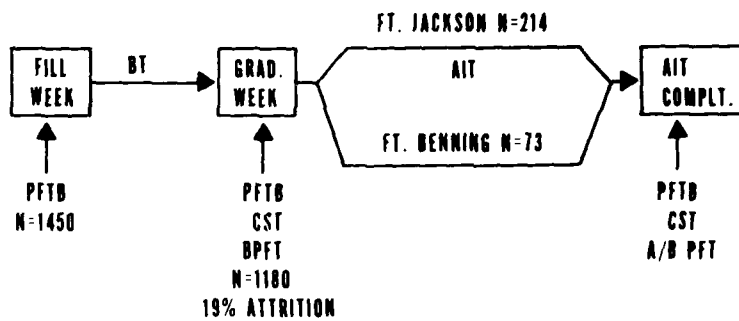 FT. JACKSON N=214
FILL
WEEK
BT
GRAD.
WEEK
AIT
AIT
COMPLT.
FT. BENNING N=73
PFTB
N=1450
PFTB
CST
BPFT
N=1180
19% ATTRITION
PFTB
CST
A/B PFT